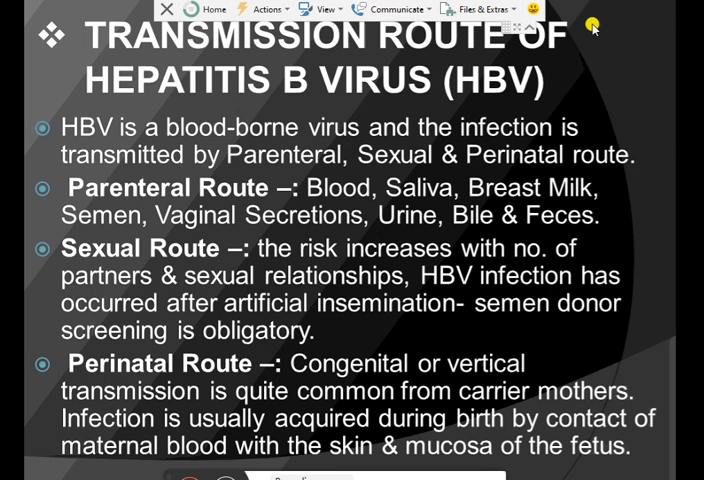 Home Actions View Communicate Files & Extras
❖ TRANSMISSION ROUTE OF
HEPATITIS B VIRUS (HBV)
HBV is a blood-borne virus and the infection is
transmitted by Parenteral, Sexual & Perinatal route.
Parenteral Route –: Blood, Saliva, Breast Milk,
Semen, Vaginal Secretions, Urine, Bile & Feces.
Sexual Route –: the risk increases with no. of
partners & sexual relationships, HBV infection has
occurred after artificial insemination- semen donor
screening is obligatory.
Perinatal Route –: Congenital or vertical
transmission is quite common from carrier mothers.
Infection is usually acquired during birth by contact of
maternal blood with the skin & mucosa of the fetus.